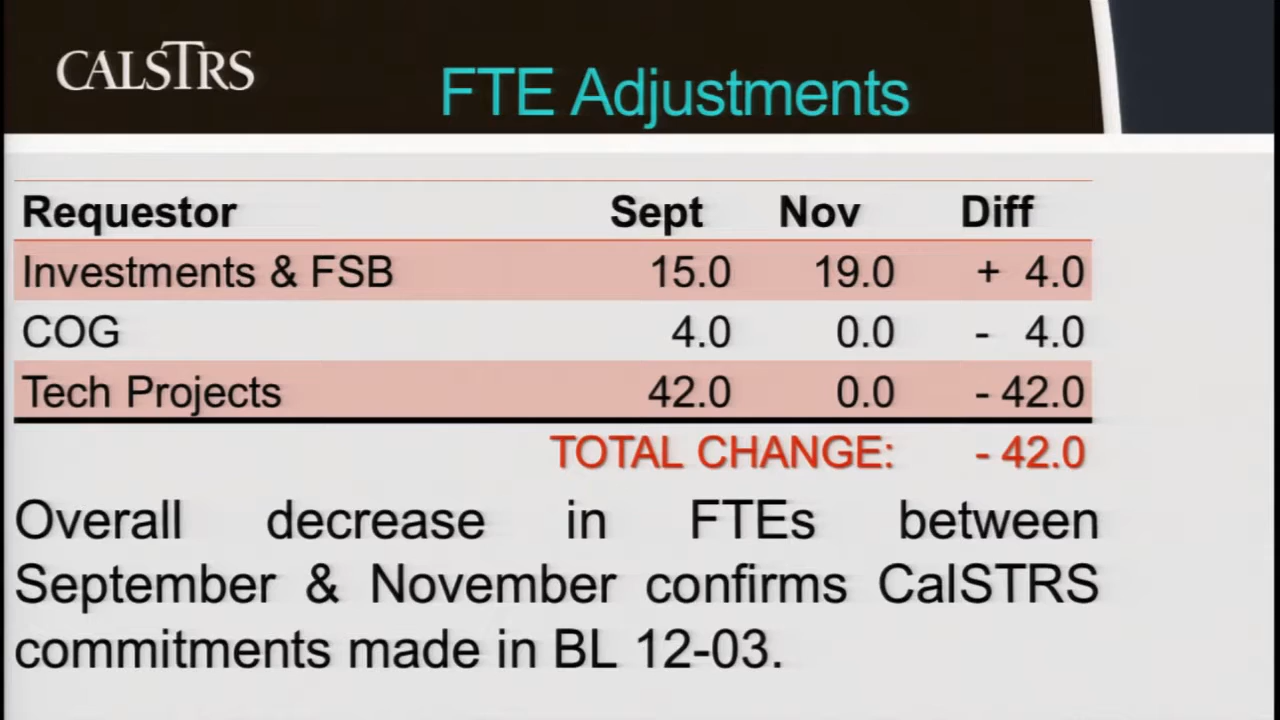 CALSTRS
FTE Adjustments
Requestor Sept Nov Diff
Investments & FSB 15.0 19.0 + 4.0
COG 4.0 0.0 - 4.0
Tech Projects 42.0 0.0 - 42.0
TOTAL CHANGE: - 42.0
Overall decrease in FTEs between
September & November confirms CalSTRS
commitments made in BL 12-03.